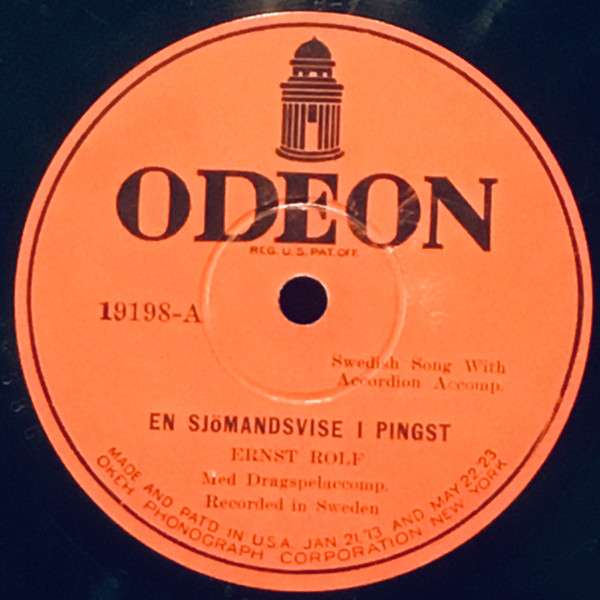 ODEON
REG. U.S. PAT. OFF.
19198-A
Swedish Song With
Accordion Accomp.
EN SJöMANDSVISE I PINGST
ERNST ROLF
Med Dragspelaccomp.
Recorded in Sweden
MADE AND PAT'D IN U.S.A. JAN. 21, '13 AND MAY 22 '23
OKEH PHONOGRAPH CORPORATION NEW YORK